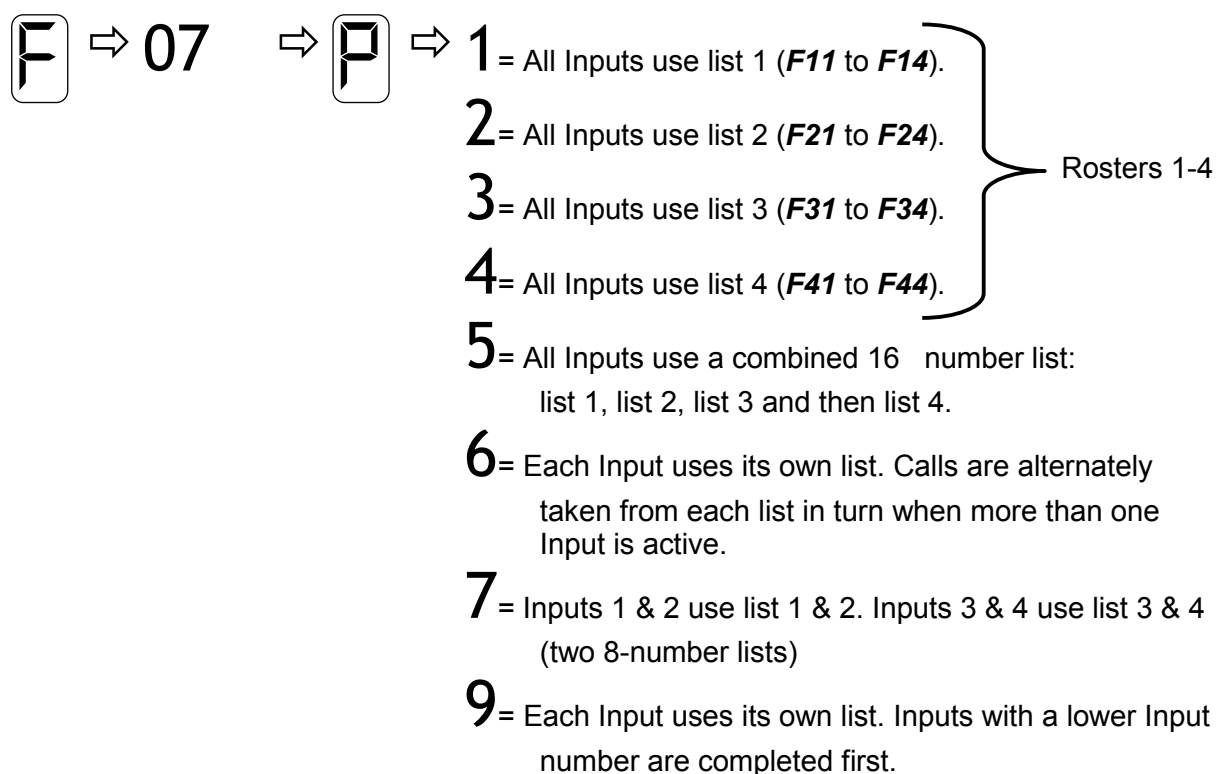 F ⇨ 07 ⇨ P ⇨ 1= All Inputs use list 1 (F11 to F14).
2= All Inputs use list 2 (F21 to F24).
Rosters 1-4
3= All Inputs use list 3 (F31 to F34).
4= All Inputs use list 4 (F41 to F44).
5= All Inputs use a combined 16 number list:
list 1, list 2, list 3 and then list 4.
6= Each Input uses its own list. Calls are alternately
taken from each list in turn when more than one
Input is active.
7= Inputs 1 & 2 use list 1 & 2. Inputs 3 & 4 use list 3 & 4
(two 8-number lists)
9= Each Input uses its own list. Inputs with a lower Input
number are completed first.